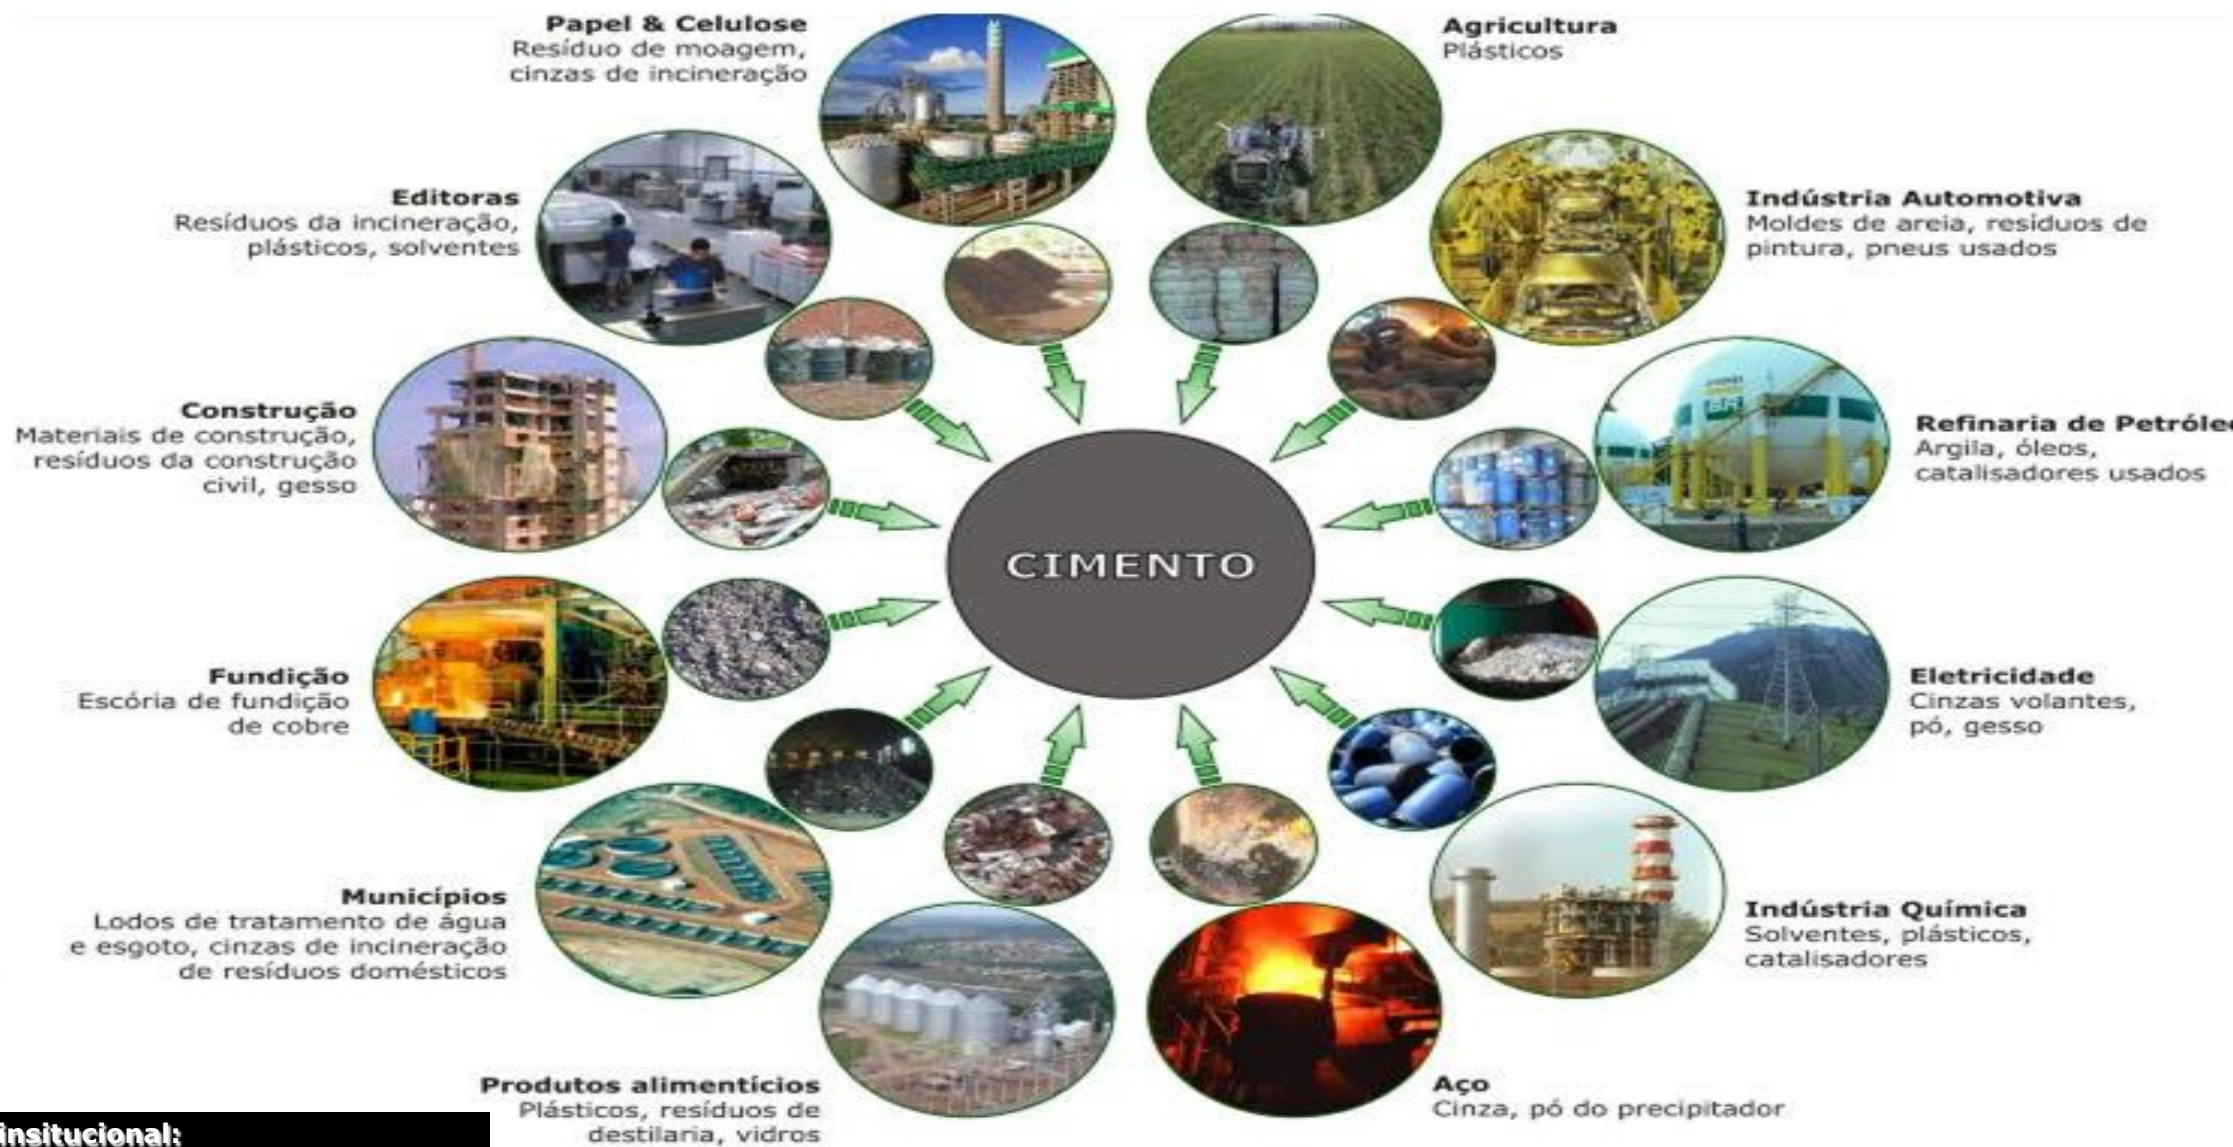 Papel & Celulose
Resíduo de moagem,
cinzas de incineração
Agricultura
Plásticos
Editoras
Resíduos da incineração,
plásticos, solventes
Indústria Automotiva
Moldes de areia, resíduos de
pintura, pneus usados
Construção
Materiais de construção,
resíduos da construção
civil, gesso
Refinaria de Petróleo
Argila, óleos,
catalisadores usados
BR
CIMENTO
Fundição
Escória de fundição
de cobre
Eletricidade
Cinzas volantes,
pó, gesso
Municípios
Lodos de tratamento de água
e esgoto, cinzas de incineração
de resíduos domésticos
Indústria Química
Solventes, plásticos,
catalisadores
Produtos alimentícios
Plásticos, resíduos de
destilaria, vidros
Aço
Cinza, pó do precipitador
insitucional: